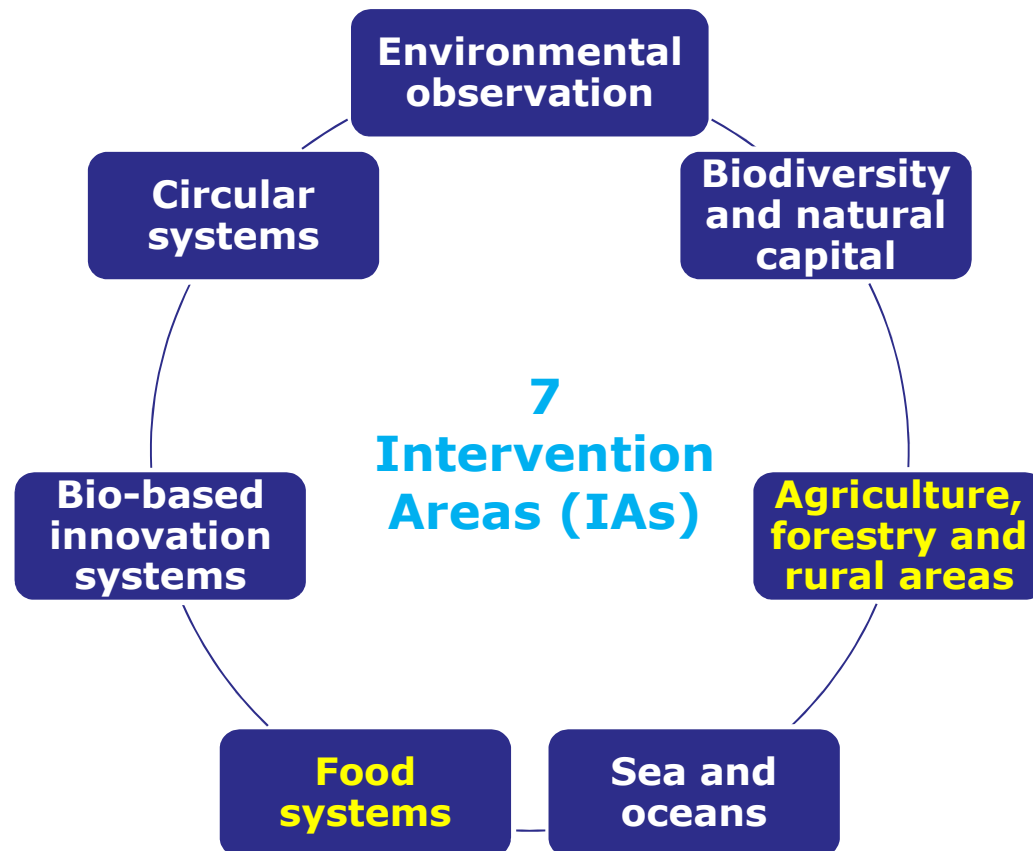 Environmental
observation
Biodiversity
and natural
capital
Agriculture,
forestry and
rural areas
Sea and
oceans
Food
systems
Bio-based
innovation
systems
Circular
systems
7
Intervention
Areas (IAs)